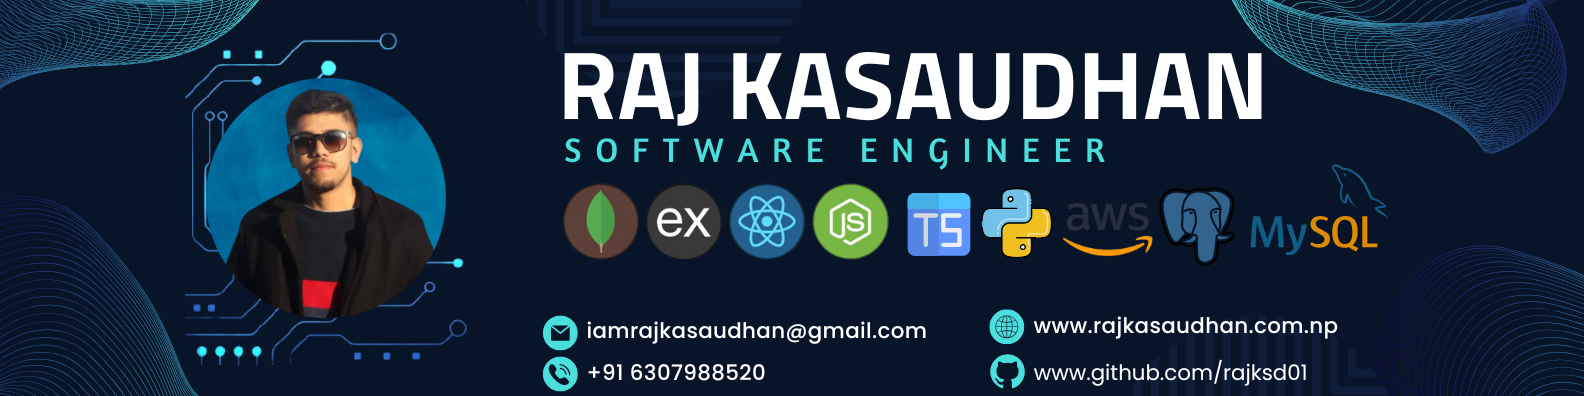 RAJ KASAUDHAN
SOFTWARE ENGINEER
ex
JS
TS
aws
MySQL
iamrajkasaudhan@gmail.com
www.rajkasaudhan.com.np
+91 6307988520
www.github.com/rajksd01